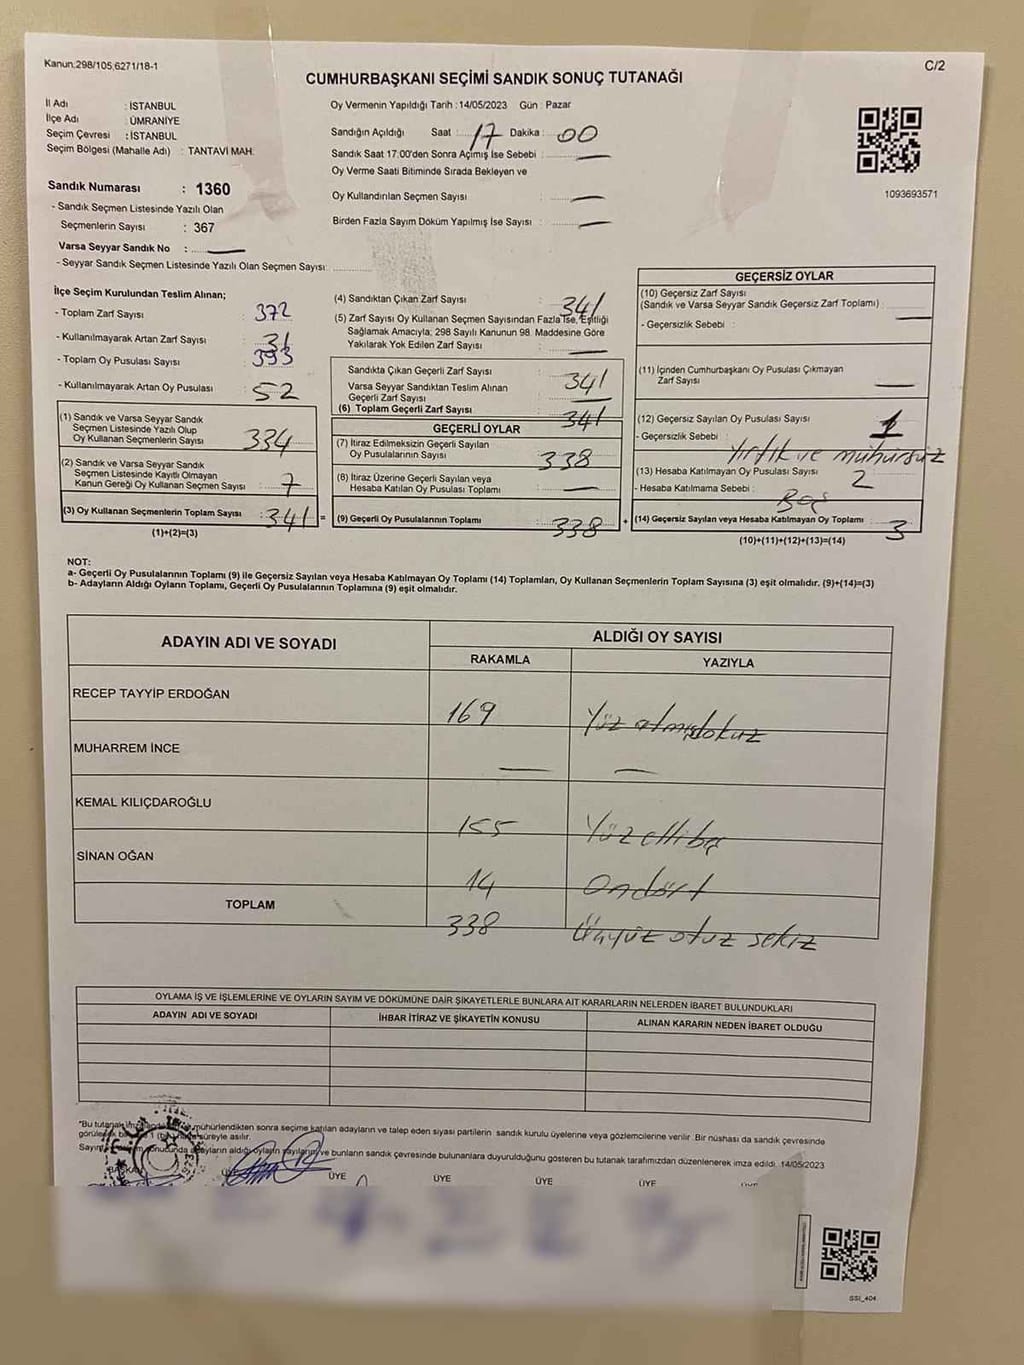 Kanun:298/105,6271/18-1
C/2
CUMHURBAŞKANI SEÇİMİ SANDIK SONUÇ TUTANAĞI
İl Adı : İSTANBUL
İlçe Adı : ÜMRANİYE
Seçim Çevresi : İSTANBUL
Seçim Bölgesi (Mahalle Adı) : TANTAVİ MAH.
Sandık Numarası : 1360
- Sandık Seçmen Listesinde Yazılı Olan
Seçmenlerin Sayısı : 367
Varsa Seyyar Sandık No :
- Seyyar Sandık Seçmen Listesinde Yazılı Olan Seçmen Sayısı:
Oy Vermenin Yapıldığı Tarih : 14/05/2023 Gün : Pazar
Sandığın Açıldığı Saat : 17 Dakika : 00
Sandık Saat 17.00'den Sonra Açımış İse Sebebi :
Oy Verme Saati Bitiminde Sırada Bekleyen ve
Oy Kullandırılan Seçmen Sayısı :
Birden Fazla Sayım Döküm Yapılmış İse Sayısı :
1093693571
İlçe Seçim Kurulundan Teslim Alınan;
- Toplam Zarf Sayısı : 372
- Kullanılmayarak Artan Zarf Sayısı : 31
- Toplam Oy Pusulası Sayısı : 393
- Kullanılmayarak Artan Oy Pusulası : 52
(1) Sandık ve Varsa Seyyar Sandık
Seçmen Listesinde Yazılı Olup
Oy Kullanan Seçmenlerin Sayısı : 334
(2) Sandık ve Varsa Seyyar Sandık
Seçmen Listesinde Kayıtlı Olmayan
Kanun Gereği Oy Kullanan Seçmen Sayısı : 7
(3) Oy Kullanan Seçmenlerin Toplam Sayısı : 341 =
(1)+(2)=(3)
(4) Sandıktan Çıkan Zarf Sayısı : 341
(5) Zarf Sayısı Oy Kullanan Seçmen Sayısından Fazla İse, Eşitliği
Sağlamak Amacıyla; 298 Sayılı Kanunun 98. Maddesine Göre
Yakılarak Yok Edilen Zarf Sayısı :
Sandıkta Çıkan Geçerli Zarf Sayısı : 341
Varsa Seyyar Sandıktan Teslim Alınan
Geçerli Zarf Sayısı :
(6) Toplam Geçerli Zarf Sayısı : 341
GEÇERLİ OYLAR
(7) İtiraz Edilmeksizin Geçerli Sayılan
Oy Pusulalarının Sayısı : 338
(8) İtiraz Üzerine Geçerli Sayılan veya
Hesaba Katılan Oy Pusulası Toplamı :
(9) Geçerli Oy Pusulalarının Toplamı : 338 +
GEÇERSİZ OYLAR
(10) Geçersiz Zarf Sayısı
(Sandık ve Varsa Seyyar Sandık Geçersiz Zarf Toplamı) :
- Geçersizlik Sebebi :
(11) İçinden Cumhurbaşkanı Oy Pusulası Çıkmayan
Zarf Sayısı :
(12) Geçersiz Sayılan Oy Pusulası Sayısı : 1
- Geçersizlik Sebebi : Yırtık ve mühürsüz
(13) Hesaba Katılmayan Oy Pusulası Sayısı : 2
- Hesaba Katılmama Sebebi : Boş
(14) Geçersiz Sayılan veya Hesaba Katılmayan Oy Toplamı : 3
(10)+(11)+(12)+(13)=(14)
NOT:
a- Geçerli Oy Pusulalarının Toplamı (9) ile Geçersiz Sayılan veya Hesaba Katılmayan Oy Toplamı (14) Toplamları, Oy Kullanan Seçmenlerin Toplam Sayısına (3) eşit olmalıdır. (9)+(14)=(3)
b- Adayların Aldığı Oyların Toplamı, Geçerli Oy Pusulalarının Toplamına (9) eşit olmalıdır.
ADAYIN ADI VE SOYADI
ALDIĞI OY SAYISI
RAKAMLA YAZIYLA
RECEP TAYYİP ERDOĞAN 169 Yüz atmışdokuz
MUHARREM İNCE
KEMAL KILIÇDAROĞLU 155 Yüz elli beş
SİNAN OĞAN 14 Ondört
TOPLAM 338 Üçyüz otuz sekiz
OYLAMA İŞ VE İŞLEMLERİNE VE OYLARIN SAYIM VE DÖKÜMÜNE DAİR ŞİKAYETLERLE BUNLARA AİT KARARLARIN NELERDEN İBARET BULUNDUKLARI
ADAYIN ADI VE SOYADI İHBAR İTİRAZ VE ŞİKAYETİN KONUSU ALINAN KARARIN NEDEN İBARET OLDUĞU
"Bu tutanak mühürlendikten sonra seçime katılan adayların ve talep eden siyasi partilerin sandık kurulu üyelerine veya gözlemcilerine verilir. Bir nüshası da sandık çevresinde
süreyle asılır.
Sayım sonucunda adayların aldığı oyların sayılarını ve bunların sandık çevresinde bulunanlara duyurulduğunu gösteren bu tutanak tarafımızdan düzenlenerek imza edildi. 14/05/2023
BAŞKAN ÜYE ÜYE ÜYE ÜYE
GSI_404